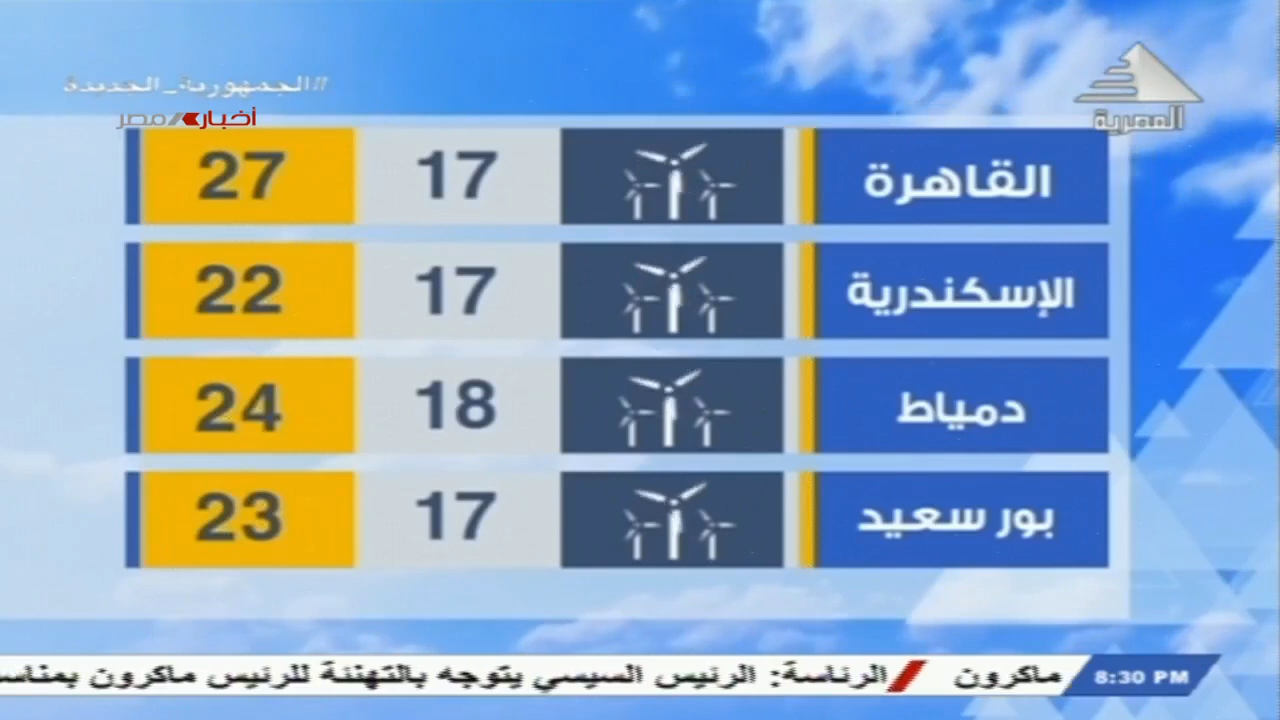 #الجمهورية_الجديدة
أخبار مصر
المصرية
القاهرة 17 27
الإسكندرية 17 22
دمياط 18 24
بور سعيد 17 23
8:30 PM ماكرون الرئاسة: الرئيس السيسي يتوجه بالتهنئة للرئيس ماكرون